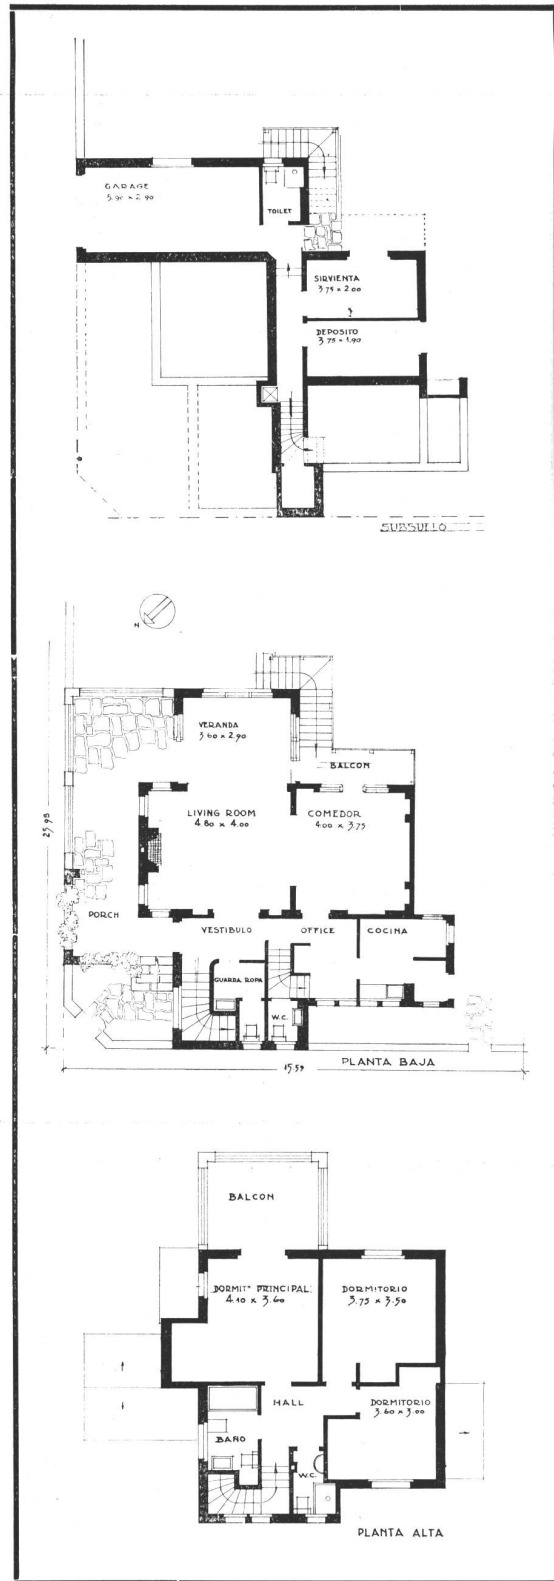 GARAGE
5.90 x 2.90
TOILET
SIRVIENTA
3.75 x 2.00
DEPOSITO
3.75 x 1.90
SUBSUELO
N
VERANDA
3.60 x 2.90
BALCON
LIVING ROOM
4.80 x 4.00
COMEDOR
4.00 x 3.75
25.95
PORCH
VESTIBULO
OFFICE
COCINA
GUARDA ROPA
W.C.
PLANTA BAJA
15.59
BALCON
DORMITº PRINCIPAL
4.10 x 3.60
DORMITORIO
3.75 x 3.50
HALL
DORMITORIO
3.60 x 3.00
BAÑO
W.C.
PLANTA ALTA